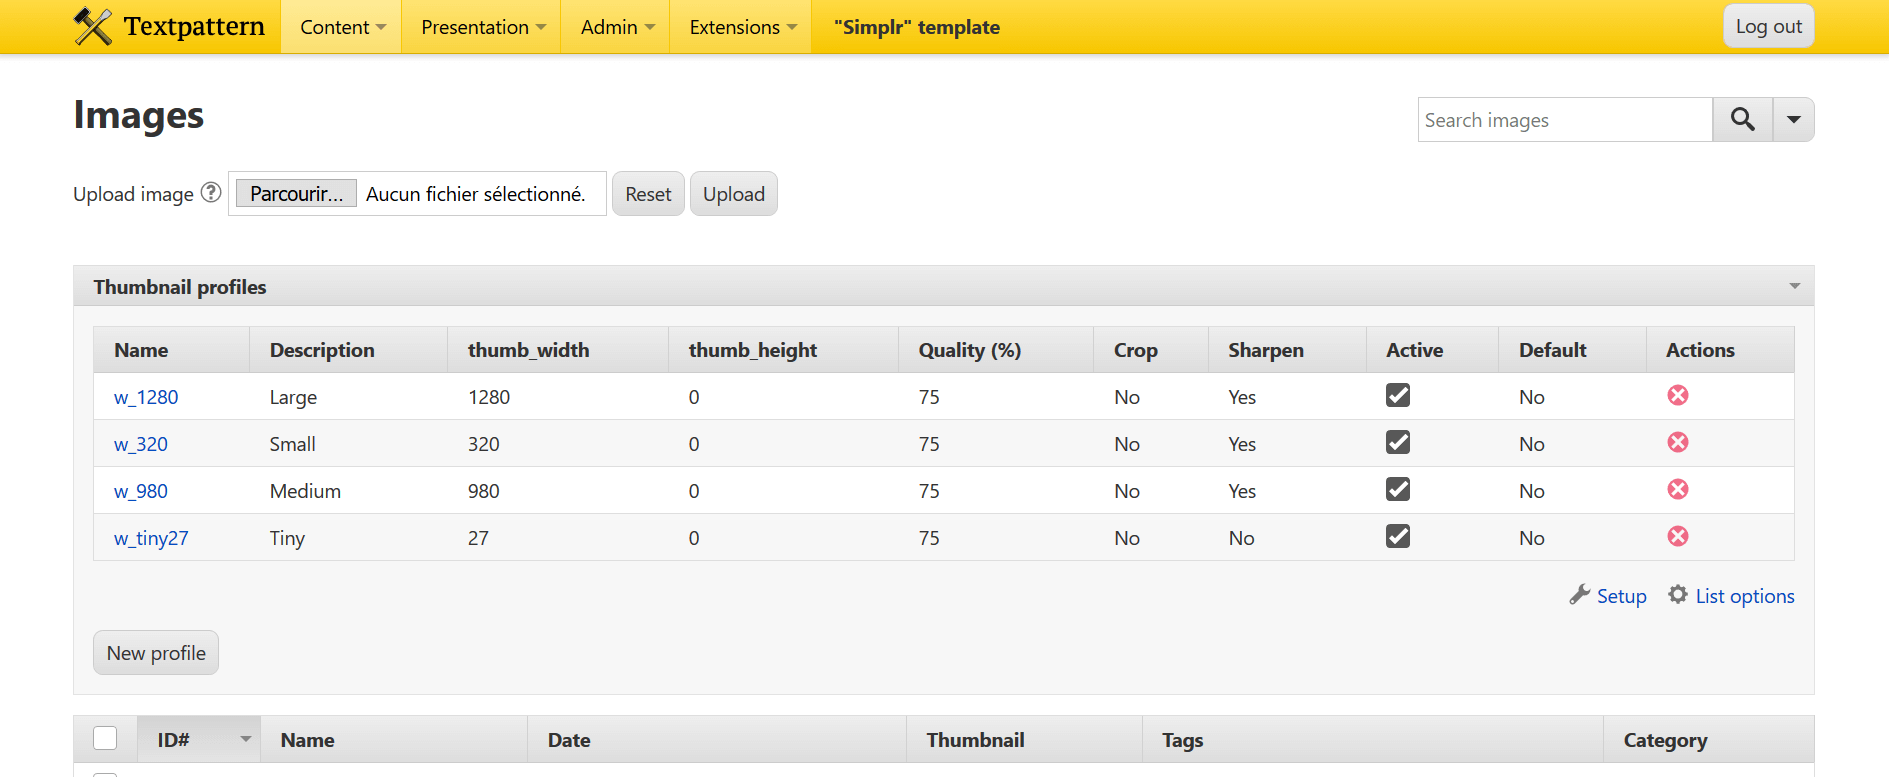 Textpattern Content Presentation Admin Extensions "Simplr" template Log out
Images
Search images
Upload image ? Parcourir... Aucun fichier sélectionné. Reset Upload
Thumbnail profiles
Name Description thumb_width thumb_height Quality (%) Crop Sharpen Active Default Actions
w_1280 Large 1280 0 75 No Yes No
w_320 Small 320 0 75 No Yes No
w_980 Medium 980 0 75 No Yes No
w_tiny27 Tiny 27 0 75 No No No
Setup List options
New profile
ID# Name Date Thumbnail Tags Category